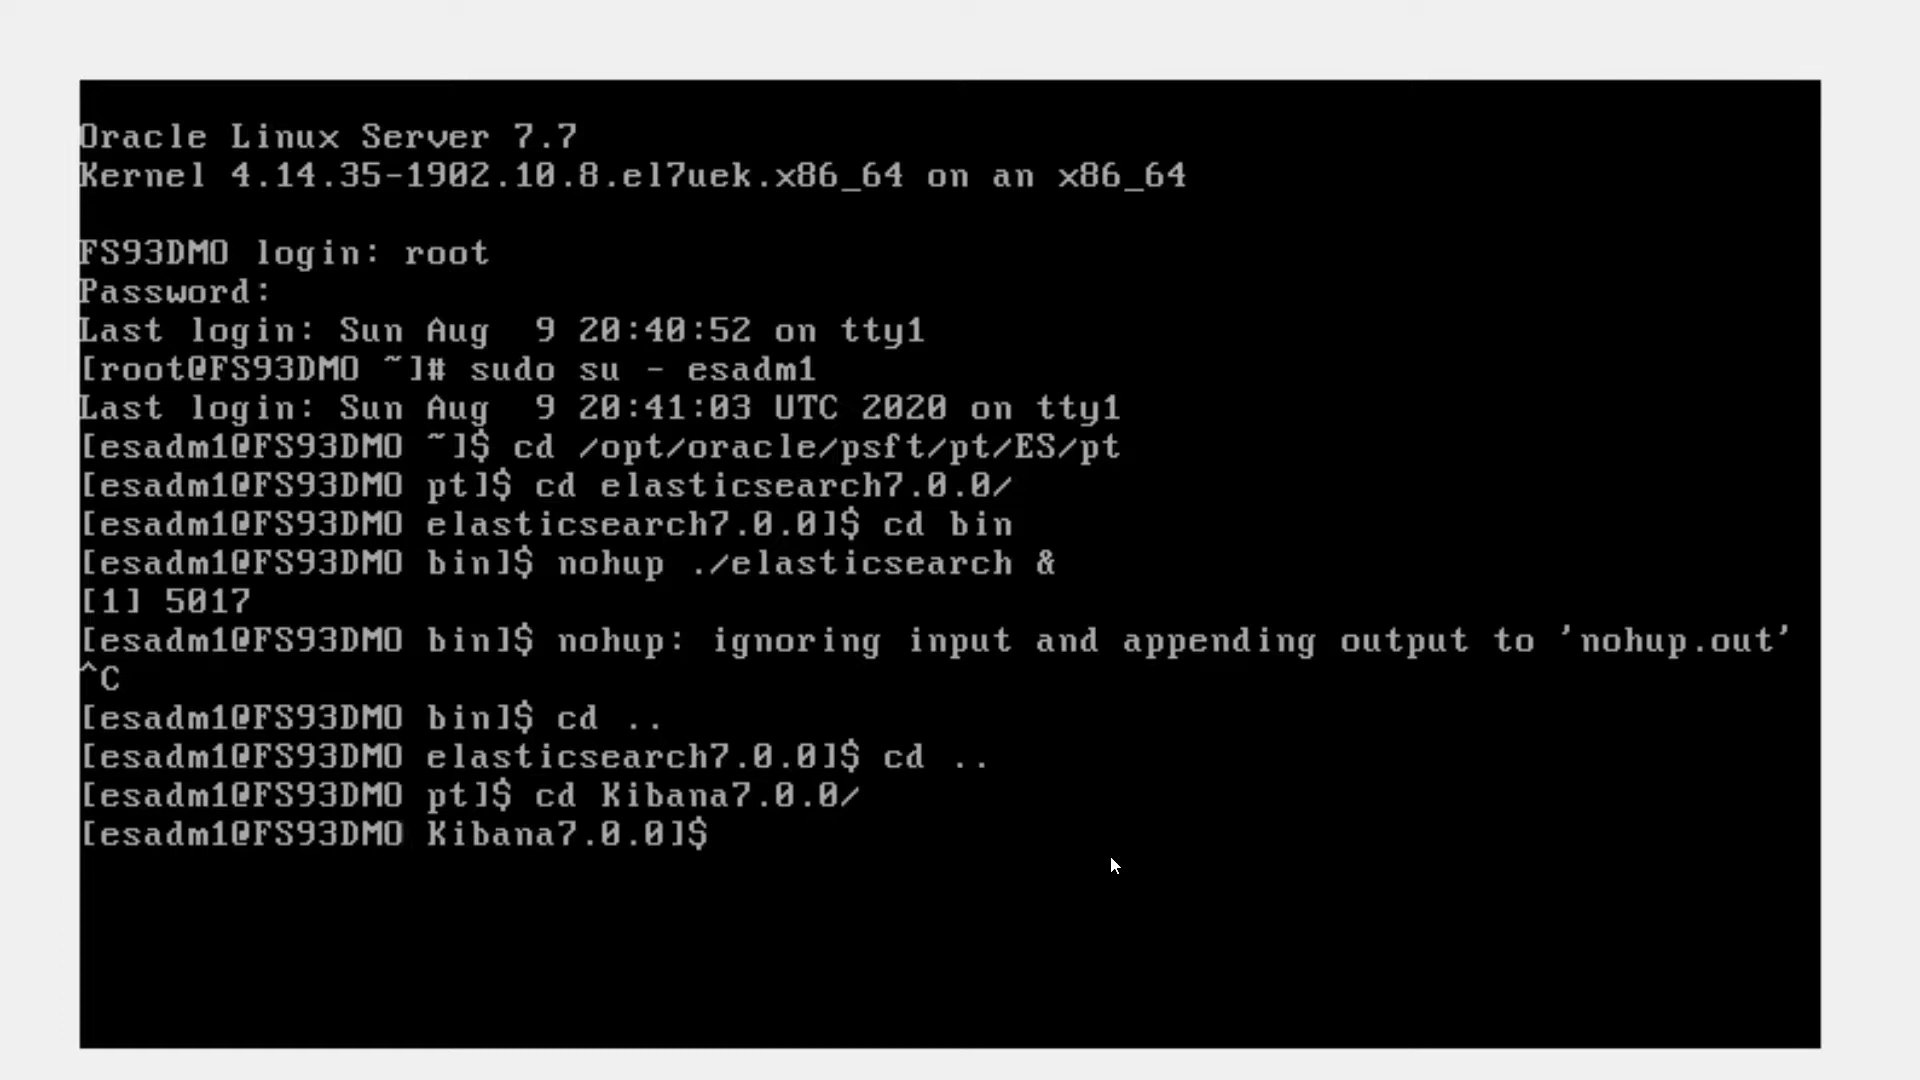 Oracle Linux Server 7.7
Kernel 4.14.35-1902.10.8.el7uek.x86_64 on an x86_64
FS93DMO login: root
Password:
Last login: Sun Aug  9 20:40:52 on tty1
[root@FS93DMO ~]# sudo su - esadm1
Last login: Sun Aug  9 20:41:03 UTC 2020 on tty1
[esadm1@FS93DMO ~]$ cd /opt/oracle/psft/pt/ES/pt
[esadm1@FS93DMO pt]$ cd elasticsearch7.0.0/
[esadm1@FS93DMO elasticsearch7.0.0]$ cd bin
[esadm1@FS93DMO bin]$ nohup ./elasticsearch &
[1] 5017
[esadm1@FS93DMO bin]$ nohup: ignoring input and appending output to 'nohup.out'
^C
[esadm1@FS93DMO bin]$ cd ..
[esadm1@FS93DMO elasticsearch7.0.0]$ cd ..
[esadm1@FS93DMO pt]$ cd Kibana7.0.0/
[esadm1@FS93DMO Kibana7.0.0]$